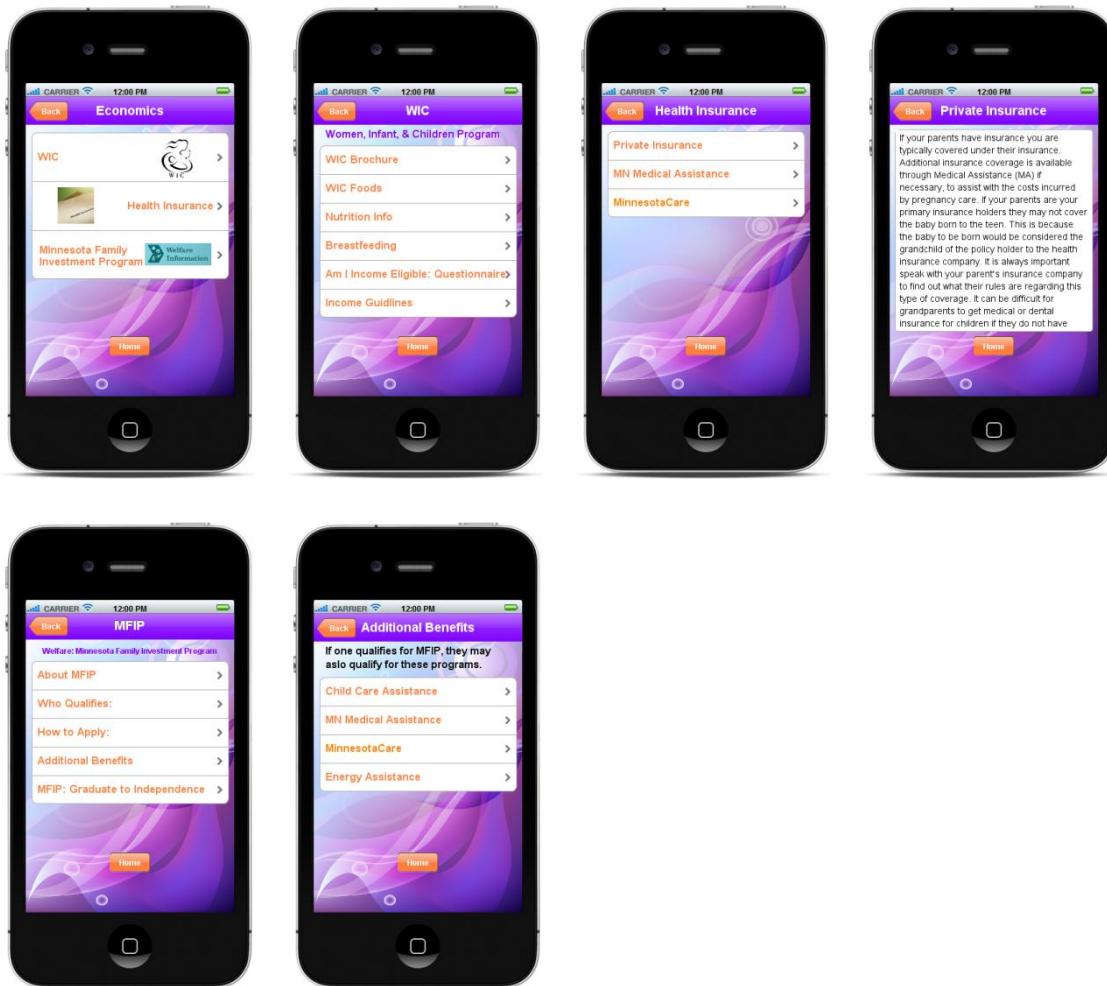 CARRIER 12:00 PM
Back Economics
WIC
WIC
Health Insurance
Minnesota Family
Investment Program
Welfare
Information
Home
CARRIER 12:00 PM
Back WIC
Women, Infant, & Children Program
WIC Brochure
WIC Foods
Nutrition Info
Breastfeeding
Am I Income Eligible: Questionnaire
Income Guidlines
Home
CARRIER 12:00 PM
Back Health Insurance
Private Insurance
MN Medical Assistance
MinnesotaCare
Home
CARRIER 12:00 PM
Back Private Insurance
If your parents have insurance you are
typically covered under their insurance.
Additional insurance coverage is available
through Medical Assistance (MA) if
necessary, to assist with the costs incurred
by pregnancy care. If your parents are your
primary insurance holders they may not cover
the baby born to the teen. This is because
the baby to be born would be considered the
grandchild of the policy holder to the health
insurance company. It is always important
speak with your parent's insurance company
to find out what their rules are regarding this
type of coverage. It can be difficult for
grandparents to get medical or dental
insurance for children if they do not have
Home
CARRIER 12:00 PM
Back MFIP
Welfare: Minnesota Family Investment Program
About MFIP
Who Qualifies:
How to Apply:
Additional Benefits
MFIP: Graduate to Independence
Home
CARRIER 12:00 PM
Back Additional Benefits
If one qualifies for MFIP, they may
aslo qualify for these programs.
Child Care Assistance
MN Medical Assistance
MinnesotaCare
Energy Assistance
Home